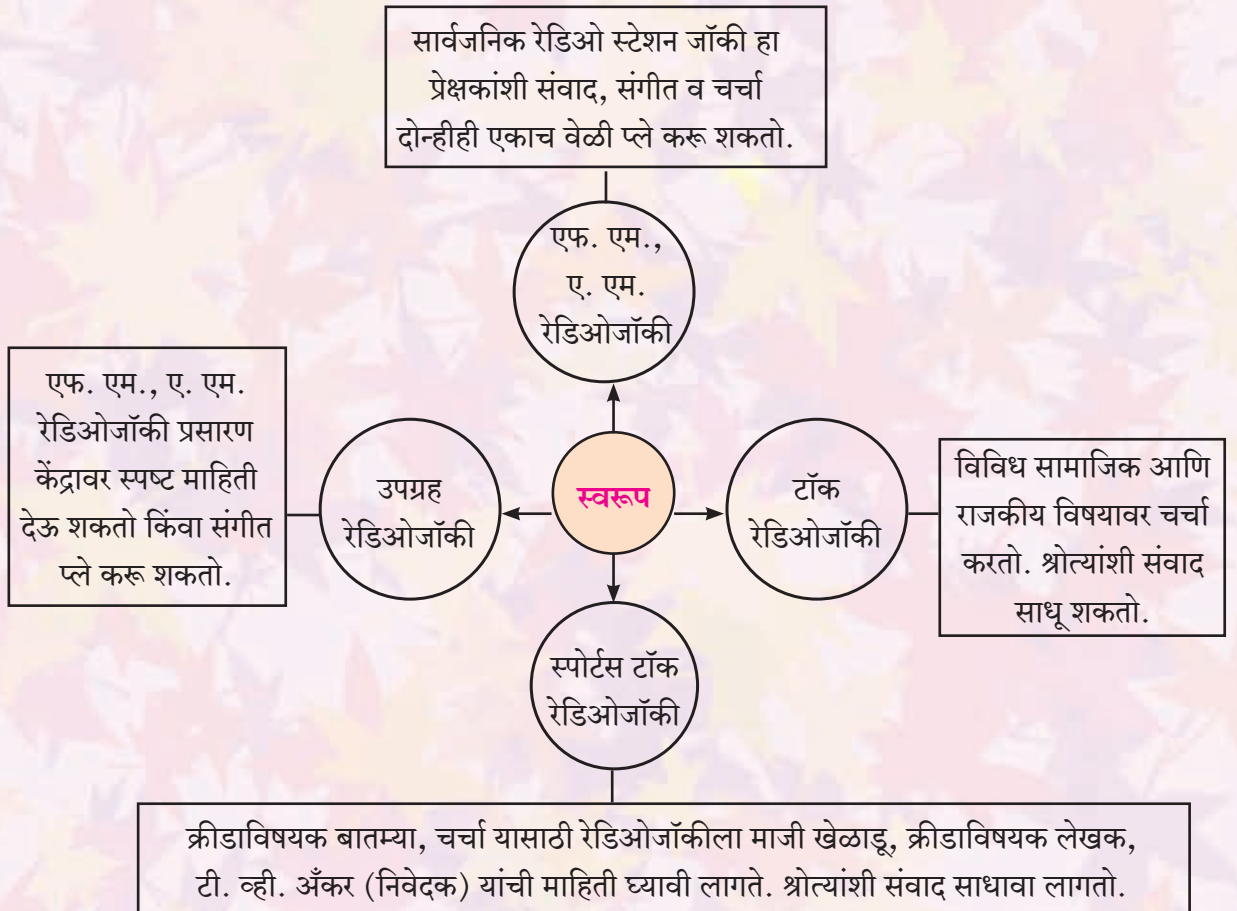 सार्वजनिक रेडिओ स्टेशन जॉकी हा
प्रेक्षकांशी संवाद, संगीत व चर्चा
दोन्हीही एकाच वेळी प्ले करू शकतो.
एफ. एम.,
ए. एम.
रेडिओजॉकी
एफ. एम., ए. एम.
रेडिओजॉकी प्रसारण
केंद्रावर स्पष्ट माहिती
देऊ शकतो किंवा संगीत
प्ले करू शकतो.
उपग्रह
रेडिओजॉकी
स्वरूप
टॉक
रेडिओजॉकी
विविध सामाजिक आणि
राजकीय विषयावर चर्चा
करतो. श्रोत्यांशी संवाद
साधू शकतो.
स्पोर्टस टॉक
रेडिओजॉकी
क्रीडाविषयक बातम्या, चर्चा यासाठी रेडिओजॉकीला माजी खेळाडू, क्रीडाविषयक लेखक,
टी. व्ही. अँकर (निवेदक) यांची माहिती घ्यावी लागते. श्रोत्यांशी संवाद साधावा लागतो.